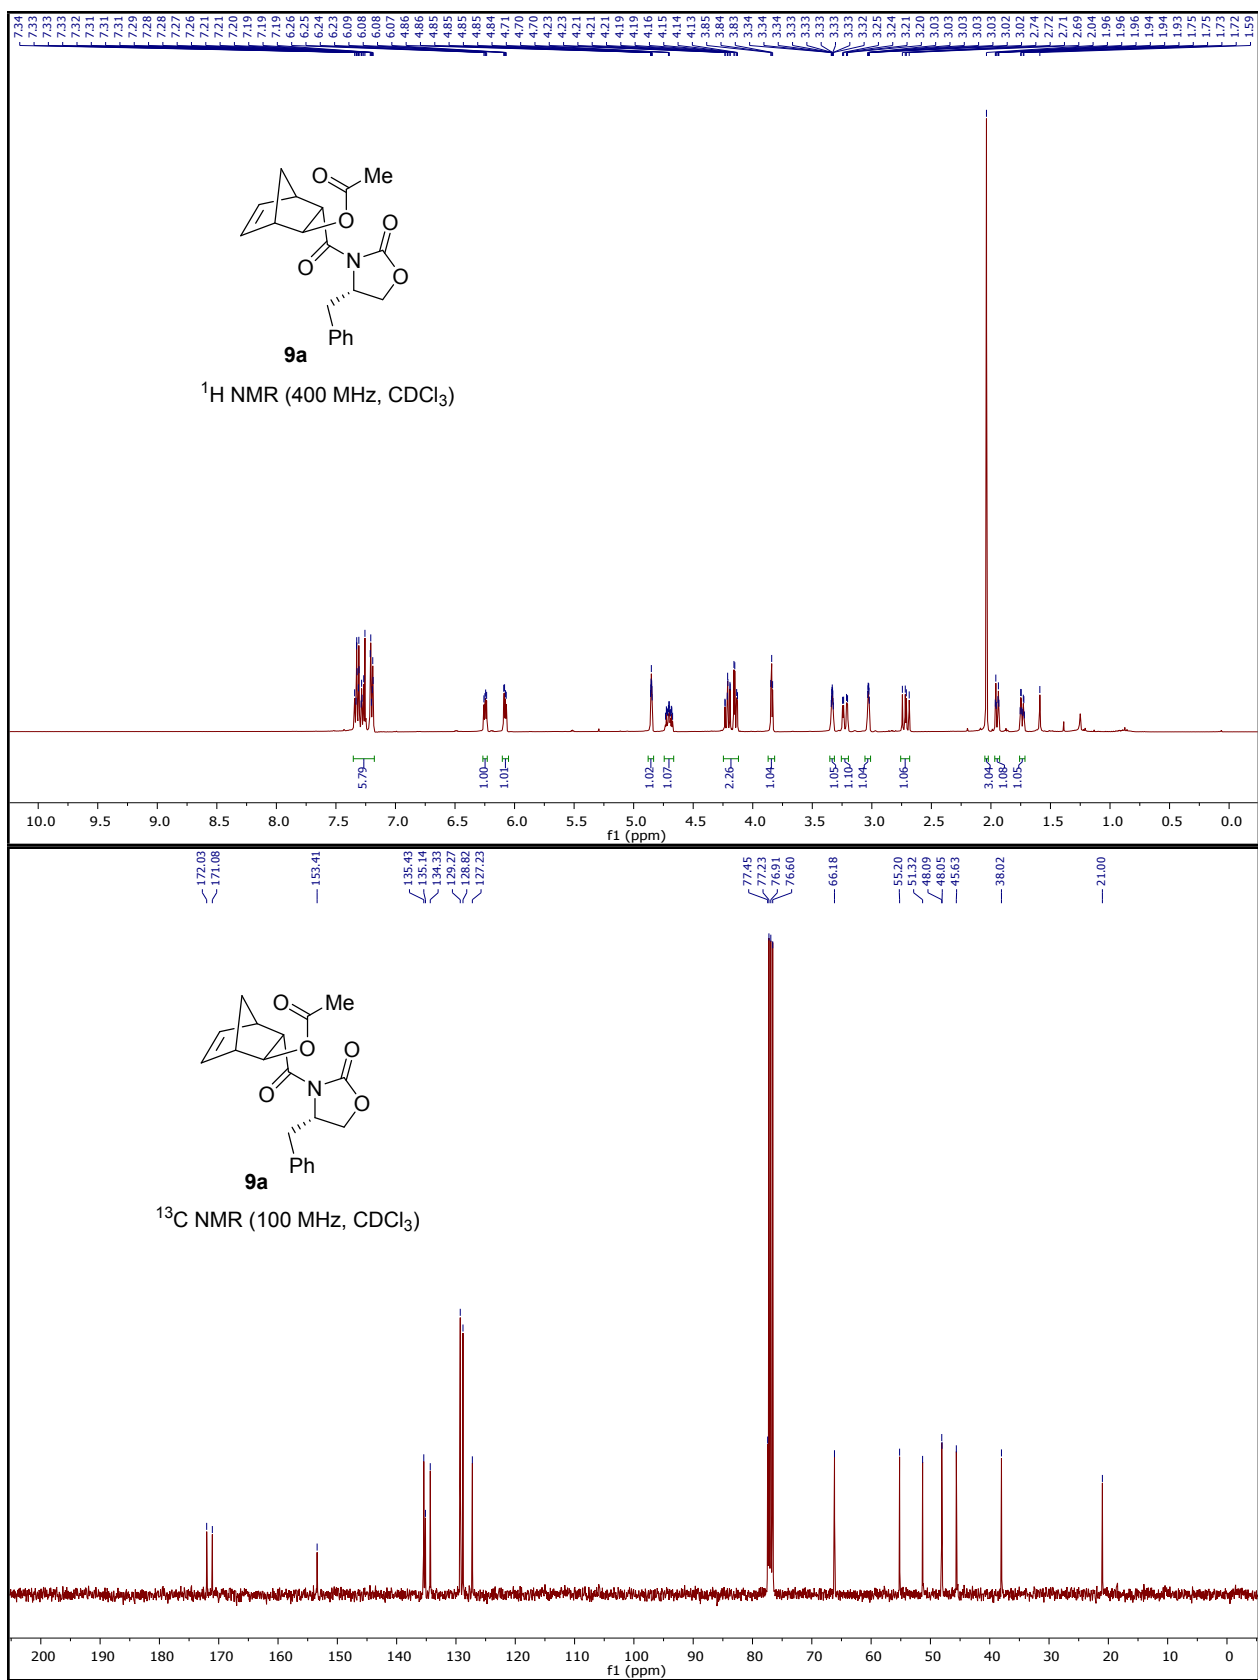 7.34 7.33 7.33 7.33 7.32 7.31 7.31 7.31 7.29 7.28 7.28 7.27 7.26 7.21 7.21 7.20 7.19 7.19 7.19 6.26 6.25 6.24 6.23 6.09 6.08 6.08 6.07 4.86 4.86 4.85 4.85 4.85 4.84 4.71 4.70 4.70 4.23 4.23 4.21 4.21 4.21 4.19 4.19 4.16 4.15 4.14 4.13 3.85 3.84 3.83 3.34 3.34 3.34 3.33 3.33 3.33 3.33 3.32 3.25 3.24 3.21 3.20 3.03 3.03 3.03 3.03 3.03 3.02 3.02 2.74 2.72 2.71 2.69 2.04 1.96 1.96 1.96 1.94 1.94 1.93 1.75 1.75 1.73 1.72 1.59
O Me
O O
O N O
Ph
9a
¹H NMR (400 MHz, CDCl₃)
5.79 1.00 1.01 1.02 1.07 2.26 1.04 1.05 1.10 1.04 1.06 3.04 1.08 1.05
10.0 9.5 9.0 8.5 8.0 7.5 7.0 6.5 6.0 5.5 5.0 4.5 4.0 3.5 3.0 2.5 2.0 1.5 1.0 0.5 0.0
f1 (ppm)
172.03 171.08 153.41 135.43 135.14 134.33 129.27 128.82 127.23 77.45 77.23 76.91 76.60 66.18 55.20 51.32 48.09 48.05 45.63 38.02 21.00
O Me
O O
O N O
Ph
9a
¹³C NMR (100 MHz, CDCl₃)
200 190 180 170 160 150 140 130 120 110 100 90 80 70 60 50 40 30 20 10 0
f1 (ppm)